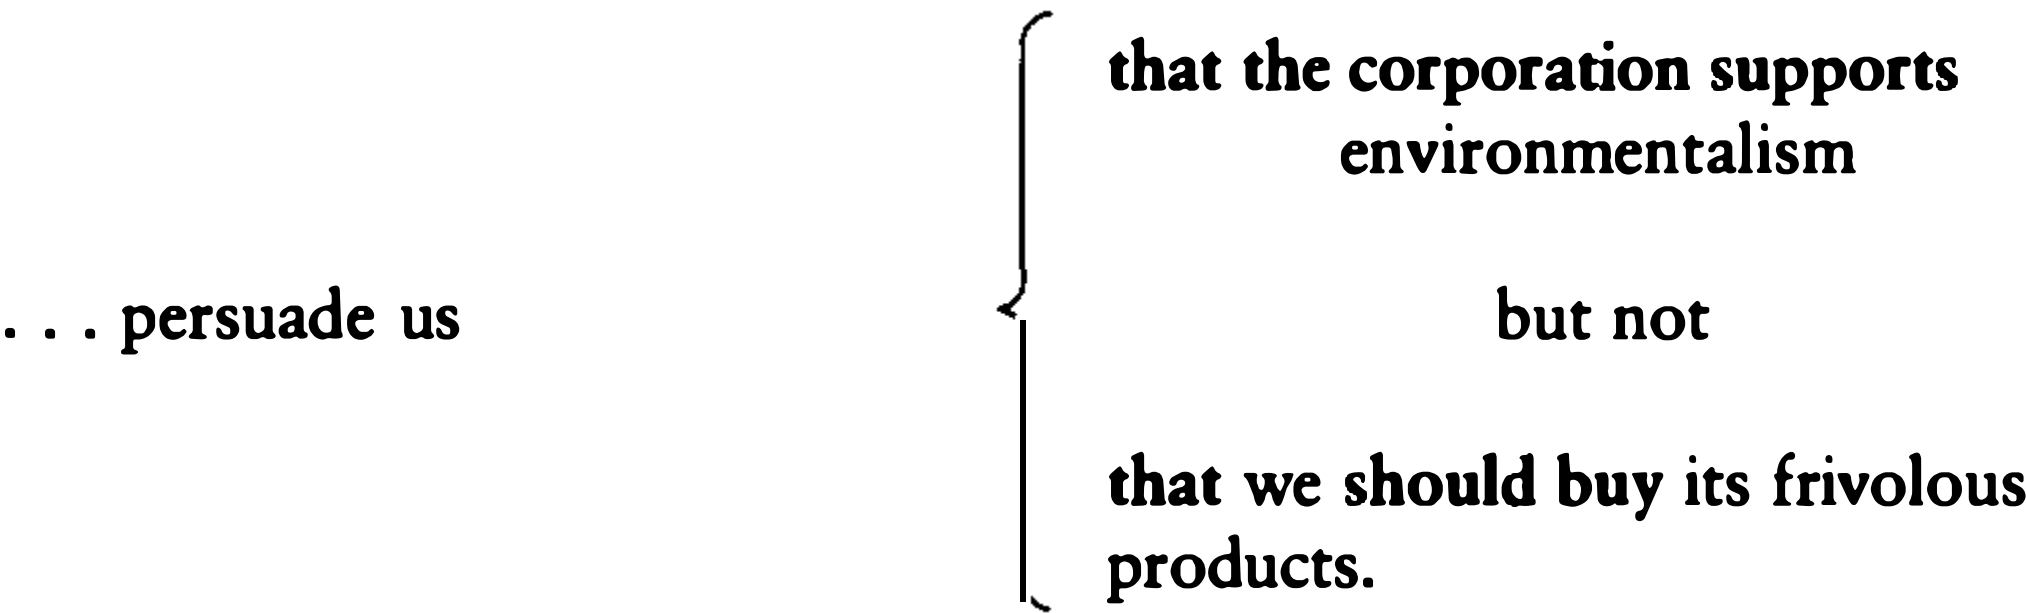 that the corporation supports
environmentalism
. . . persuade us
but not
that we should buy its frivolous
products.